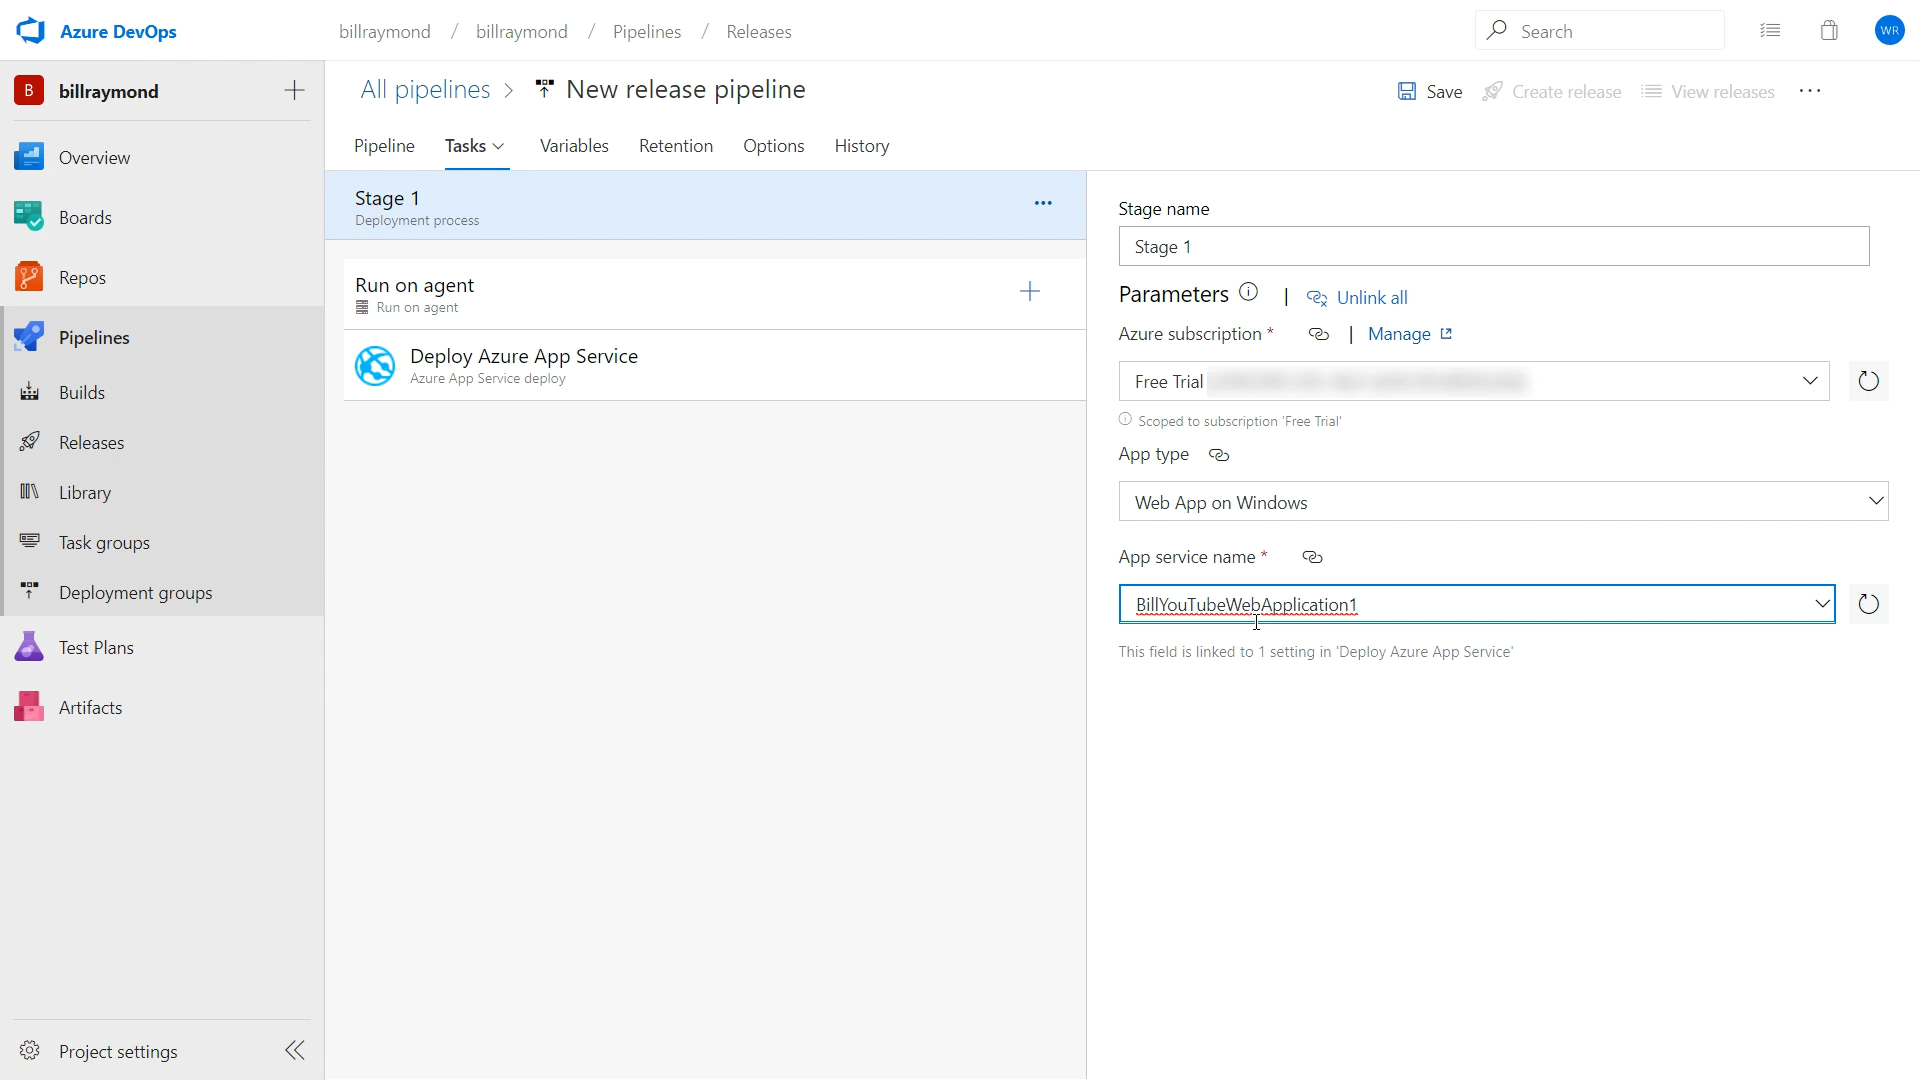 Azure DevOps
billraymond / billraymond / Pipelines / Releases
Search
WR
B billraymond
Overview
Boards
Repos
Pipelines
Builds
Releases
Library
Task groups
Deployment groups
Test Plans
Artifacts
Project settings
All pipelines > New release pipeline
Save Create release View releases ...
Pipeline Tasks Variables Retention Options History
Stage 1
Deployment process
Run on agent
Run on agent
Deploy Azure App Service
Azure App Service deploy
Stage name
Stage 1
Parameters | Unlink all
Azure subscription * | Manage
Free Trial
Scoped to subscription 'Free Trial'
App type
Web App on Windows
App service name *
BillYouTubeWebApplication1
This field is linked to 1 setting in 'Deploy Azure App Service'